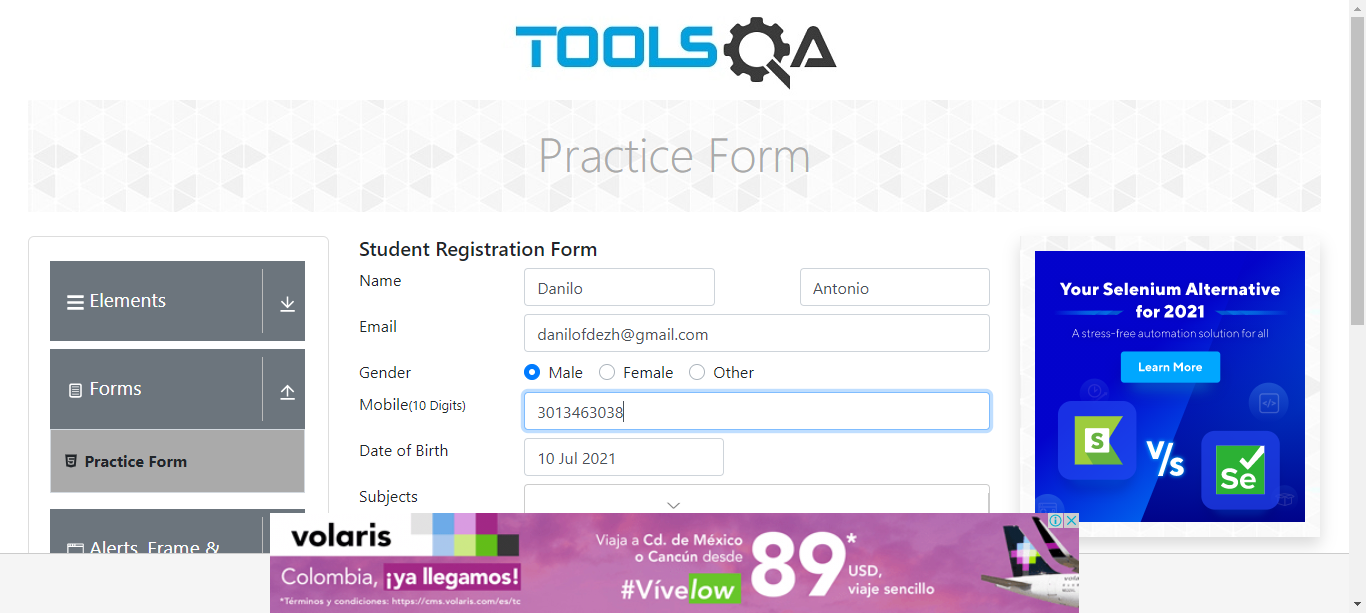 TOOLSQA
Practice Form
Elements
Forms
Practice Form
Alerts, Frame &
Student Registration Form
Name
Danilo
Antonio
Email
danilofdezh@gmail.com
Gender
Male
Female
Other
Mobile(10 Digits)
3013463038
Date of Birth
10 Jul 2021
Subjects
Your Selenium Alternative
for 2021
A stress-free automation solution for all
Learn More
S
V/s
Se
volaris
Colombia, ¡ya llegamos!
*Términos y condiciones: https://cms.volaris.com/es/tc
Viaja a Cd. de México
o Cancún desde
#Vívelow
89*
USD,
viaje sencillo